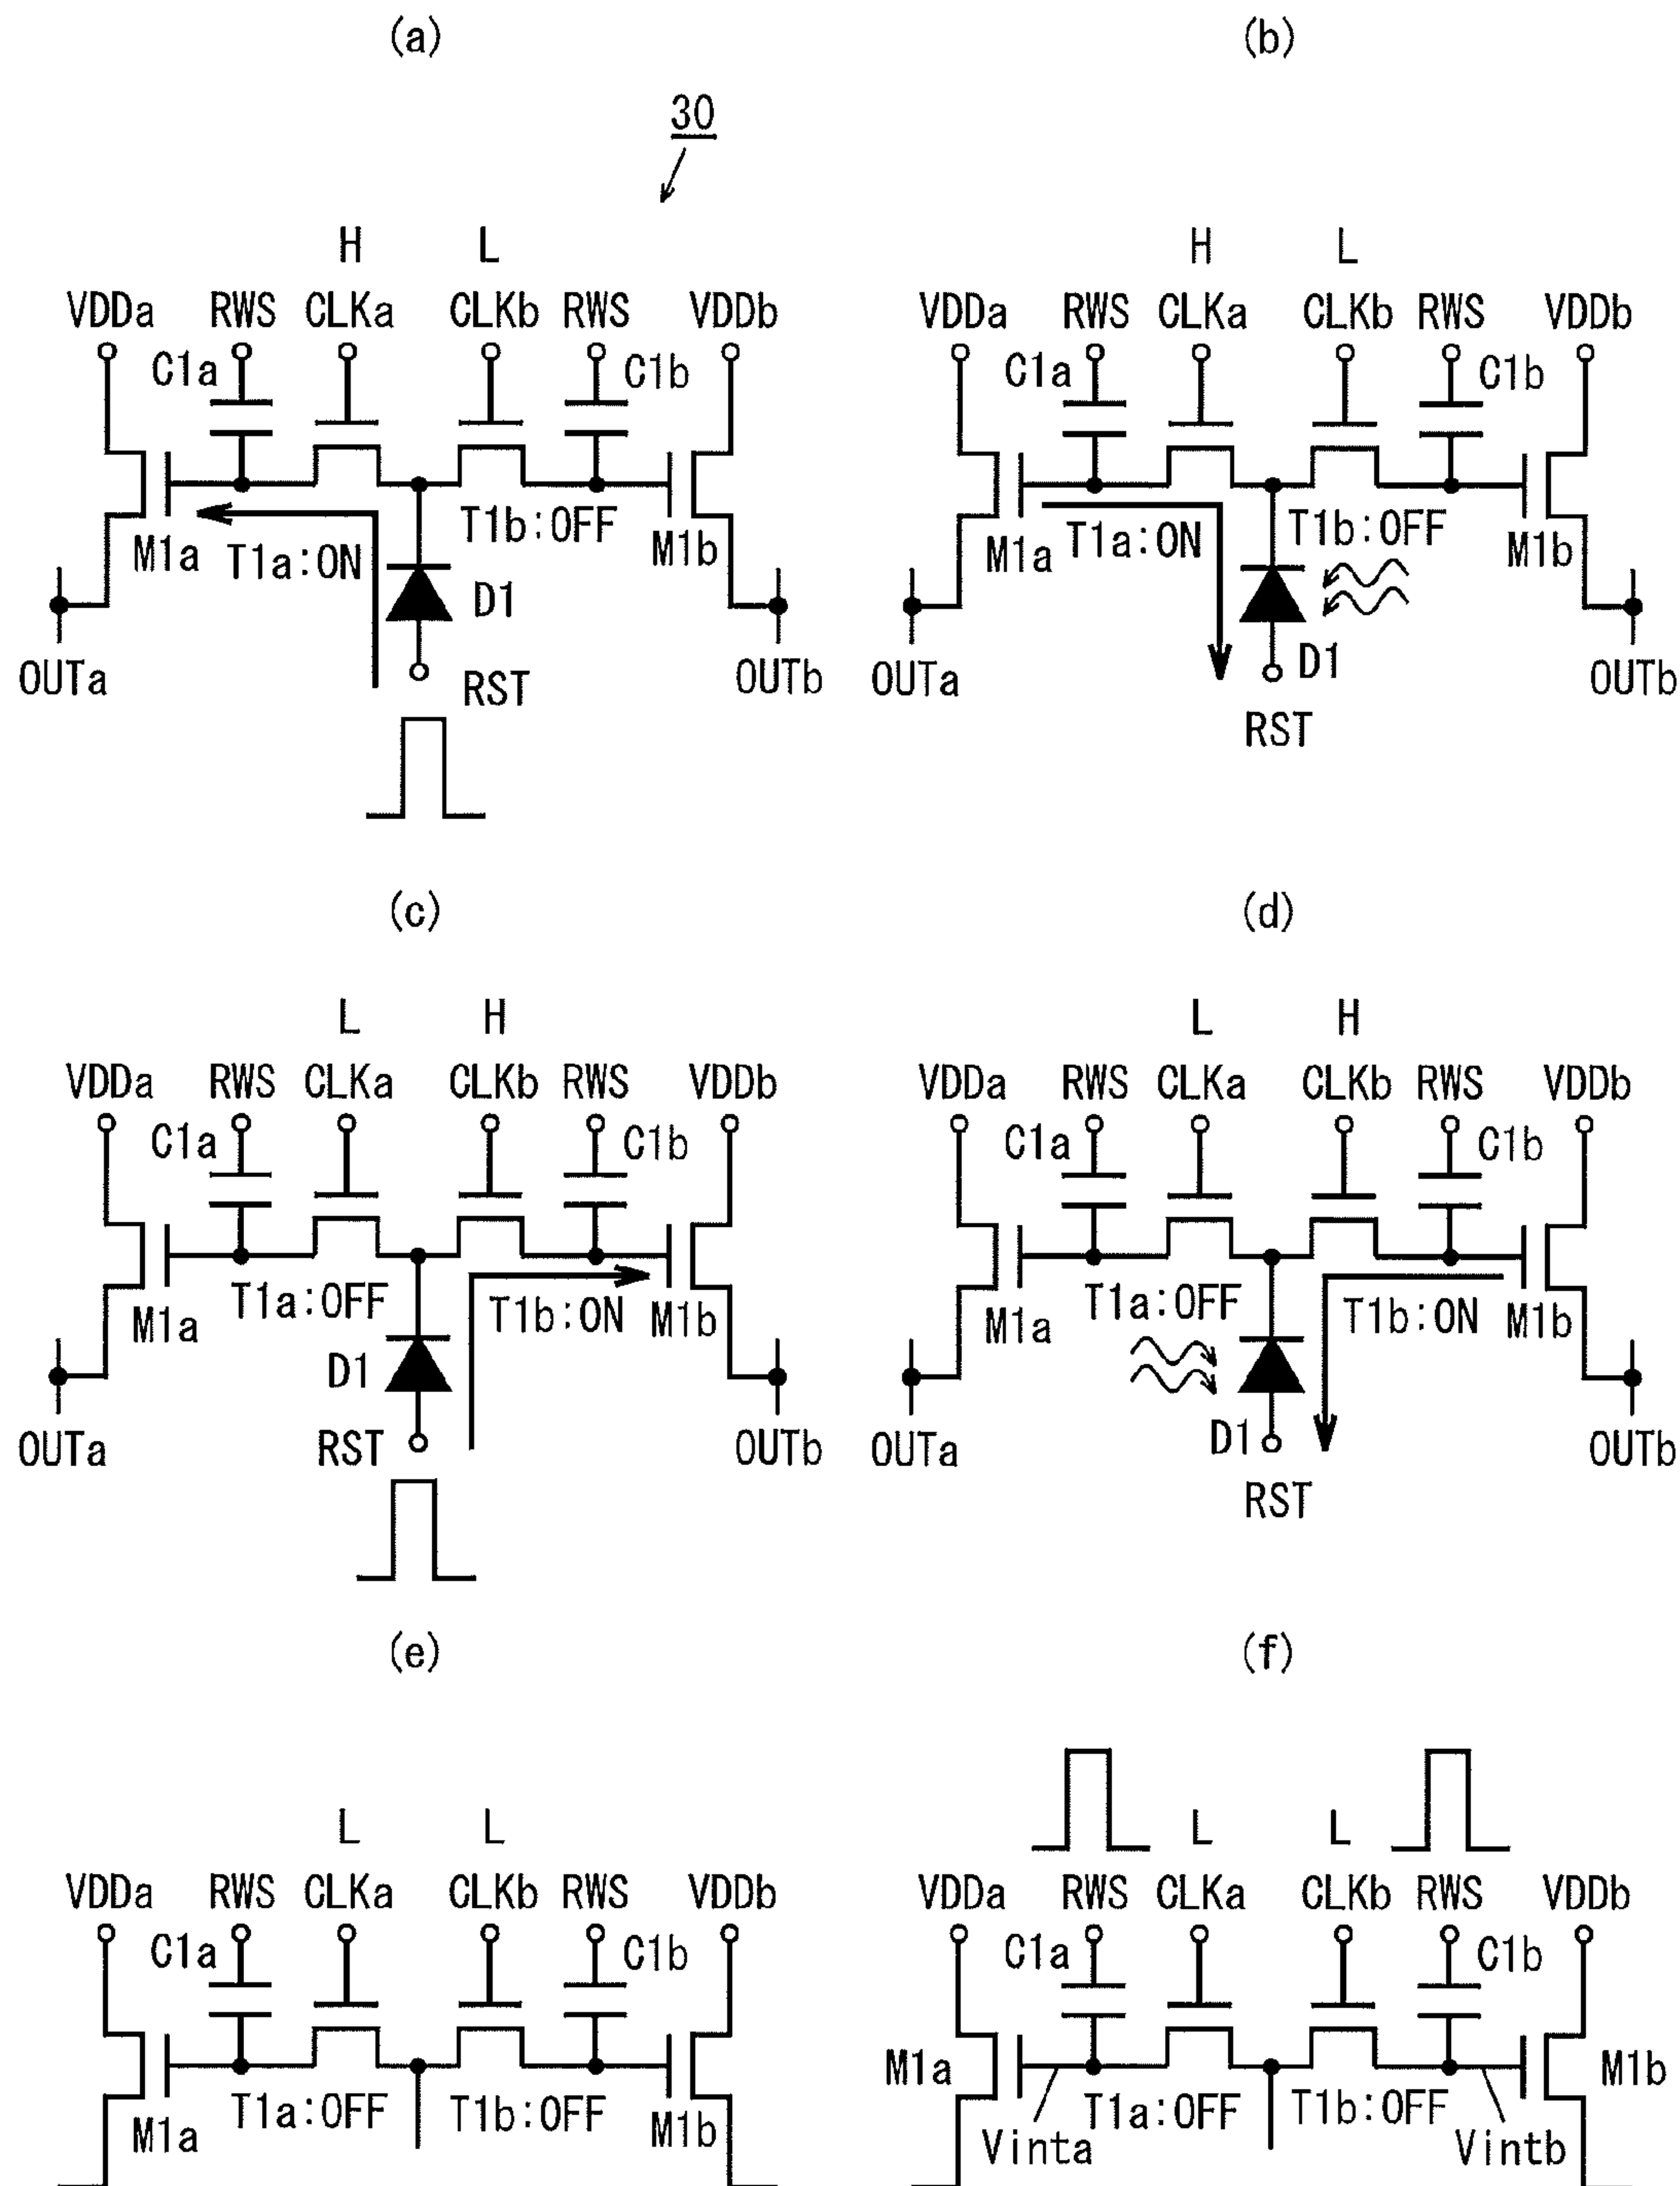 (a)
30
H L
VDDa RWS CLKa CLKb RWS VDDb
C1a C1b
T1b:OFF
M1a T1a:ON M1b
D1
OUTa RST OUTb
(b)
H L
VDDa RWS CLKa CLKb RWS VDDb
C1a C1b
M1a T1a:ON T1b:OFF M1b
OUTa D1 OUTb
RST
(c)
L H
VDDa RWS CLKa CLKb RWS VDDb
C1a C1b
M1a T1a:OFF T1b:ON M1b
D1
OUTa RST OUTb
(d)
L H
VDDa RWS CLKa CLKb RWS VDDb
C1a C1b
M1a T1a:OFF T1b:ON M1b
OUTa D1 OUTb
RST
(e)
L L
VDDa RWS CLKa CLKb RWS VDDb
C1a C1b
M1a T1a:OFF T1b:OFF M1b
(f)
L L
VDDa RWS CLKa CLKb RWS VDDb
C1a C1b
M1a T1a:OFF T1b:OFF M1b
Vinta Vintb